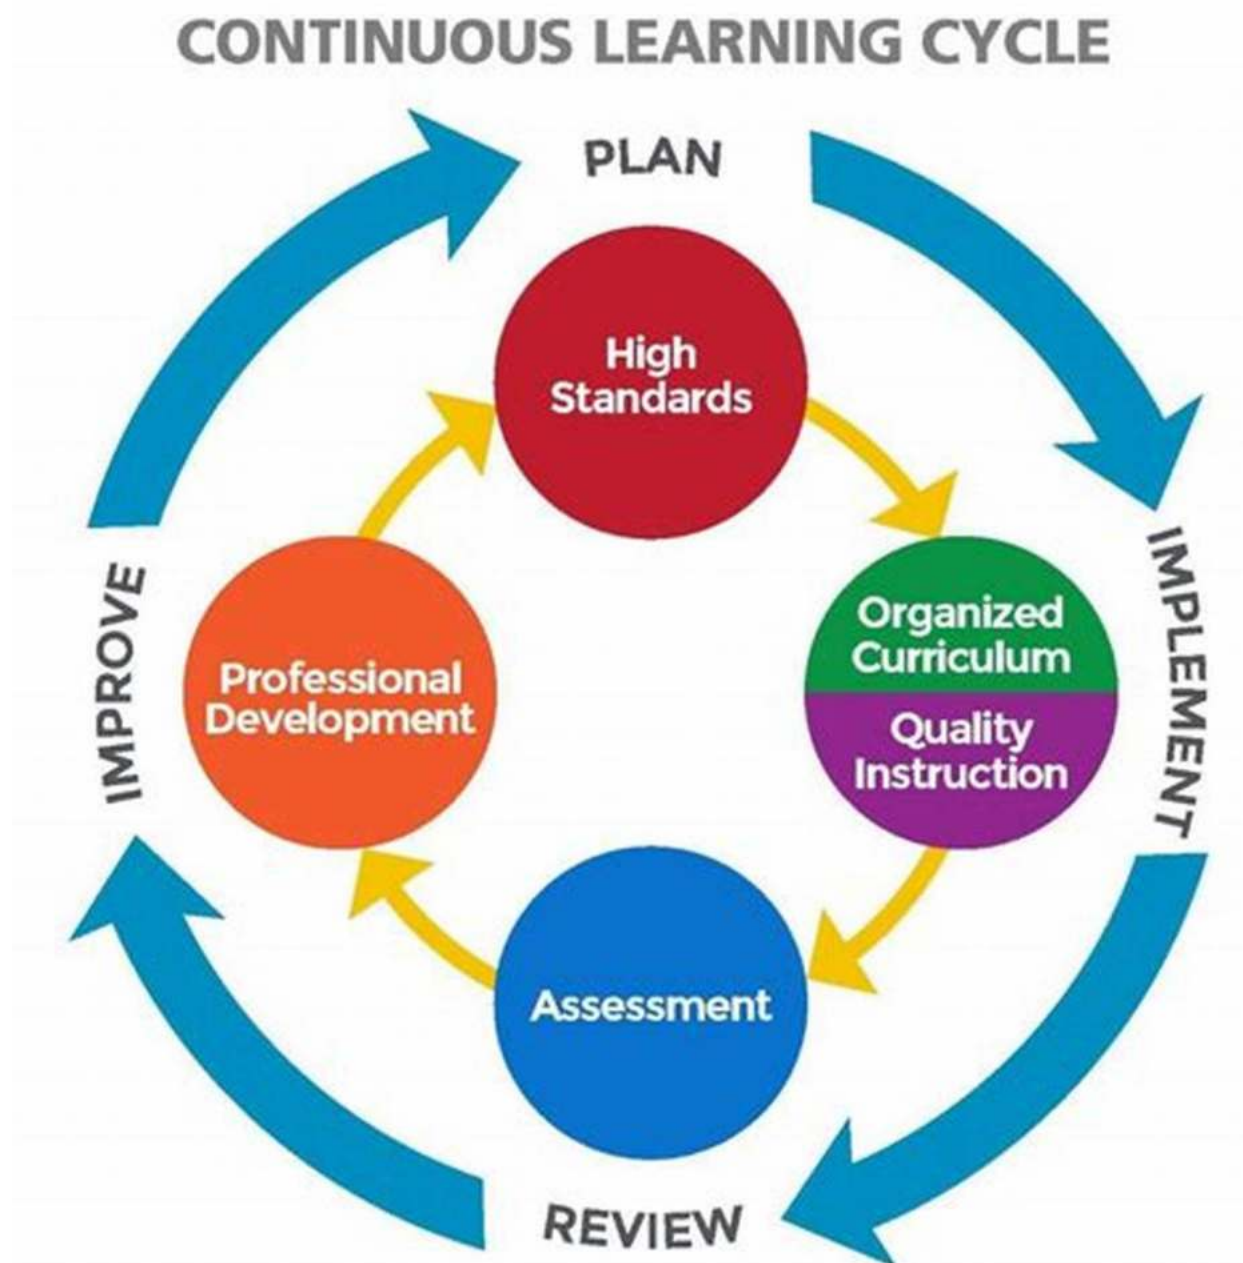 CONTINUOUS LEARNING CYCLE
PLAN
High
Standards
IMPLEMENT
Organized
Curriculum
Quality
Instruction
REVIEW
Assessment
IMPROVE
Professional
Development